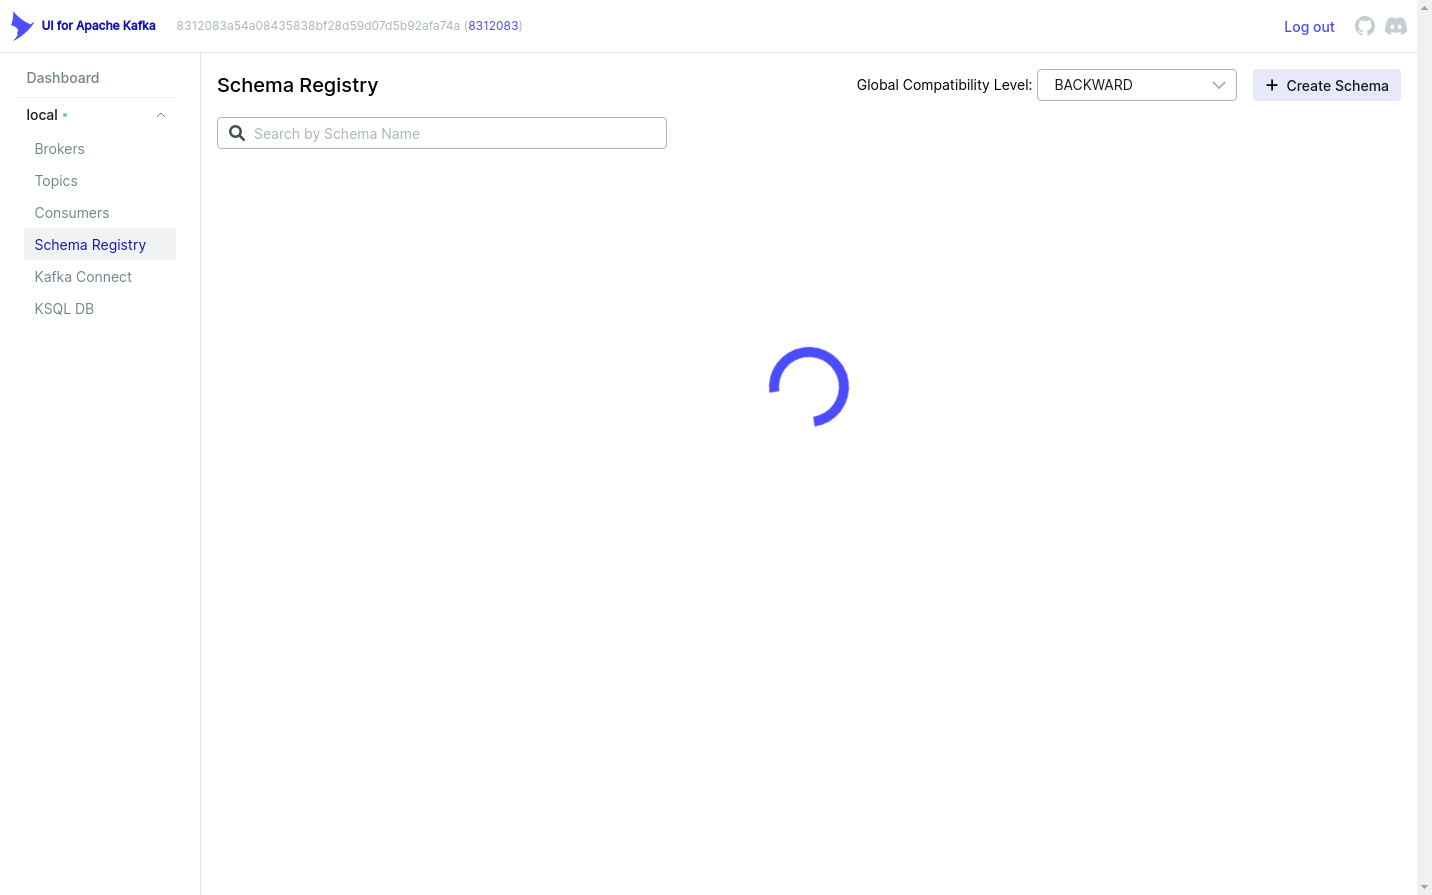 UI for Apache Kafka
8312083a54a08435838bf28d59d07d5b92afa74a (8312083)
Log out
Dashboard
local
Brokers
Topics
Consumers
Schema Registry
Kafka Connect
KSQL DB
Schema Registry
Global Compatibility Level:
BACKWARD
Create Schema
Search by Schema Name